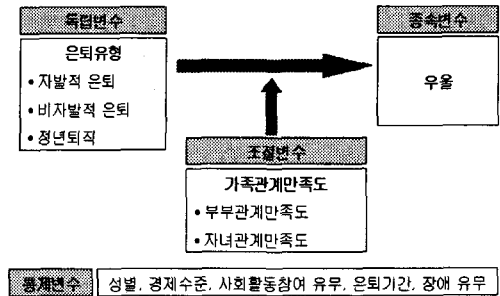 독립변수
은퇴유형
• 자발적 은퇴
• 비자발적 은퇴
• 정년퇴직
종속변수
우울
조절변수
가족관계만족도
• 부부관계만족도
• 자녀관계만족도
통제변수
성별, 경제수준, 사회활동참여 유무, 은퇴기간, 장애 유무